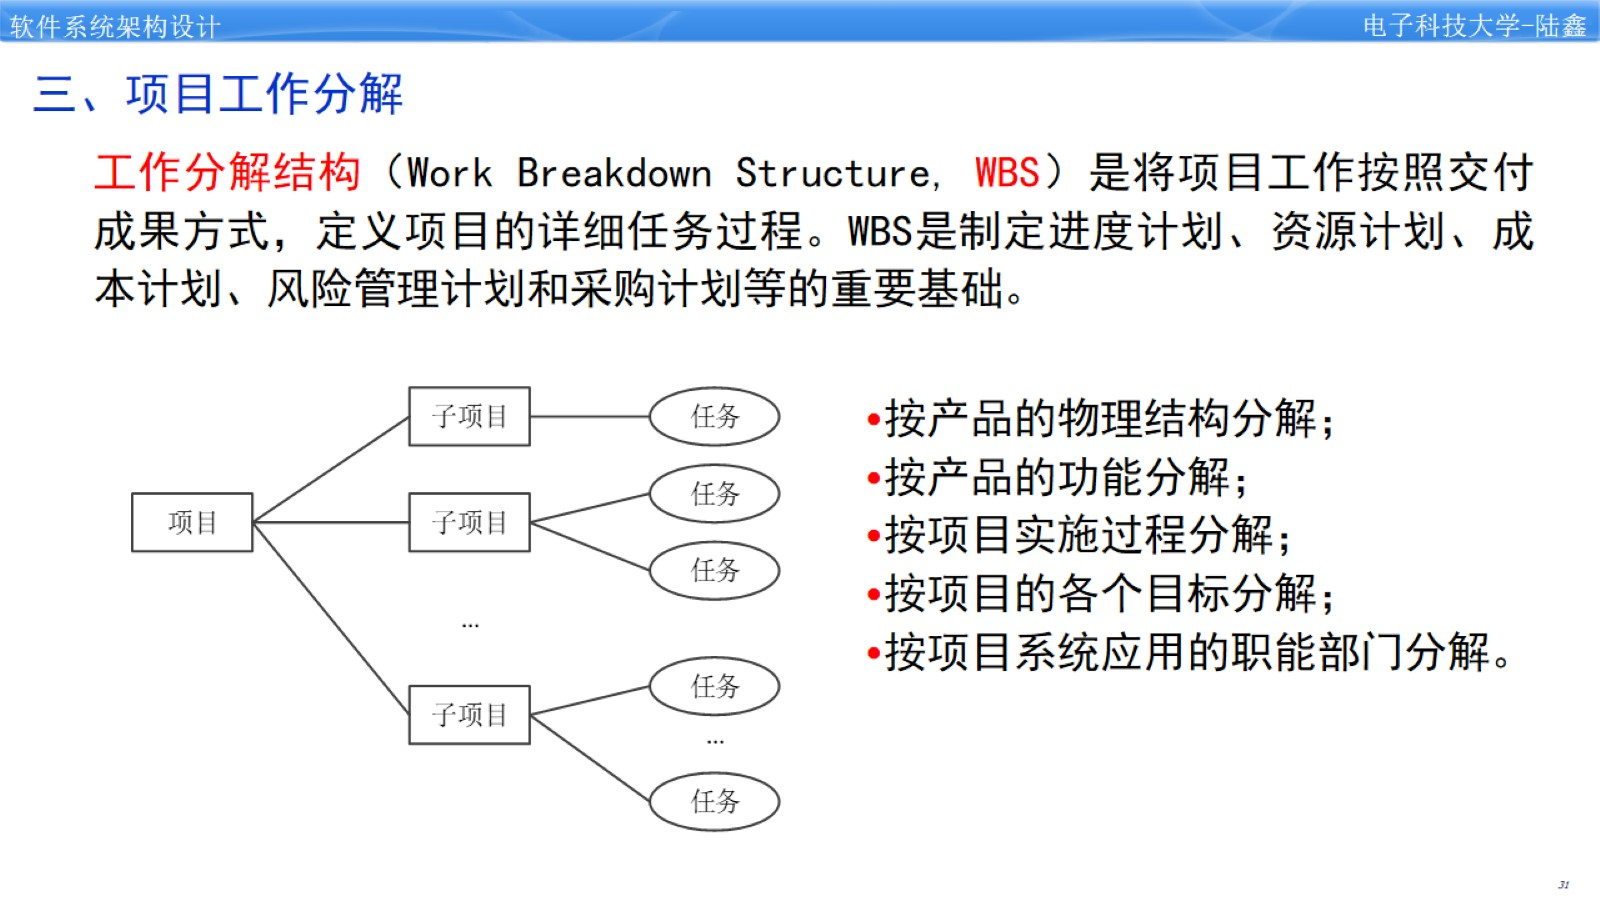 软件系统架构设计
电子科技大学-陆鑫
三、项目工作分解
工作分解结构（Work Breakdown Structure, WBS）是将项目工作按照交付
成果方式，定义项目的详细任务过程。WBS是制定进度计划、资源计划、成
本计划、风险管理计划和采购计划等的重要基础。
项目
子项目
子项目
...
子项目
任务
任务
任务
任务
...
任务
•按产品的物理结构分解；
•按产品的功能分解；
•按项目实施过程分解；
•按项目的各个目标分解；
•按项目系统应用的职能部门分解。
31